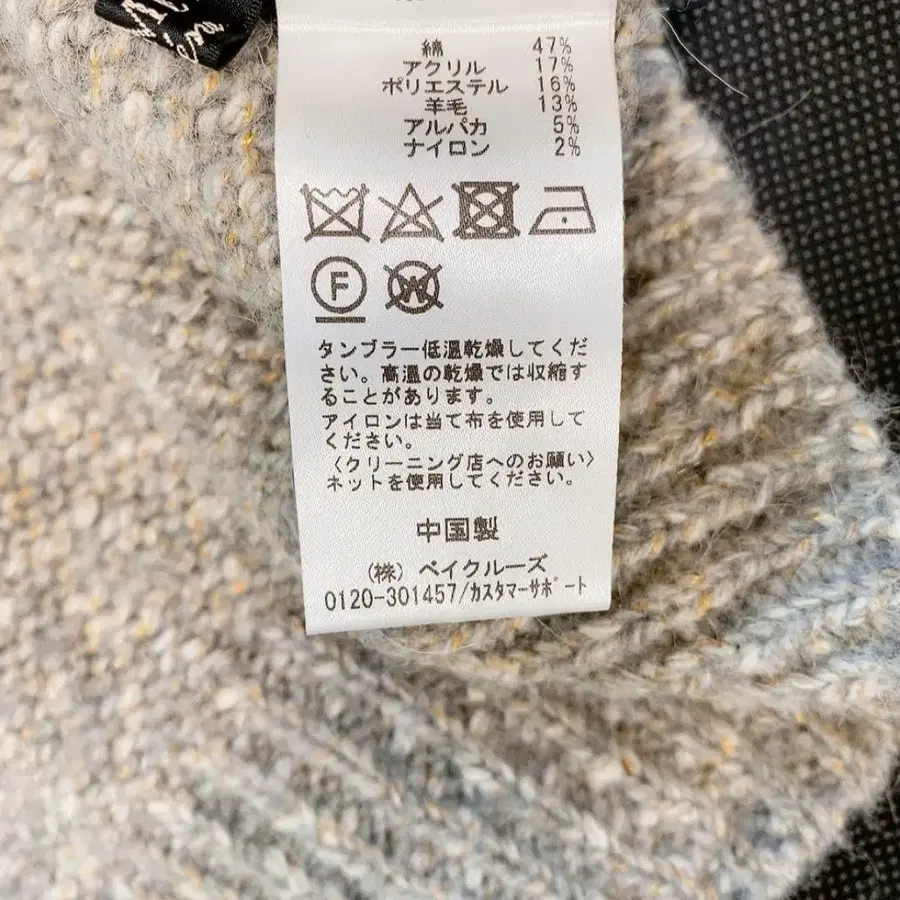 綿 47%
アクリル 17%
ポリエステル 16%
羊毛 13%
アルパカ 5%
ナイロン 2%
F
W
タンブラー低温乾燥してくだ
さい。高温の乾燥では収縮す
ることがあります。
アイロンは当て布を使用して
ください。
〈クリーニング店へのお願い〉
ネットを使用してください。
中国製
(株) ベイクルーズ
0120-301457/カスタマーサポート